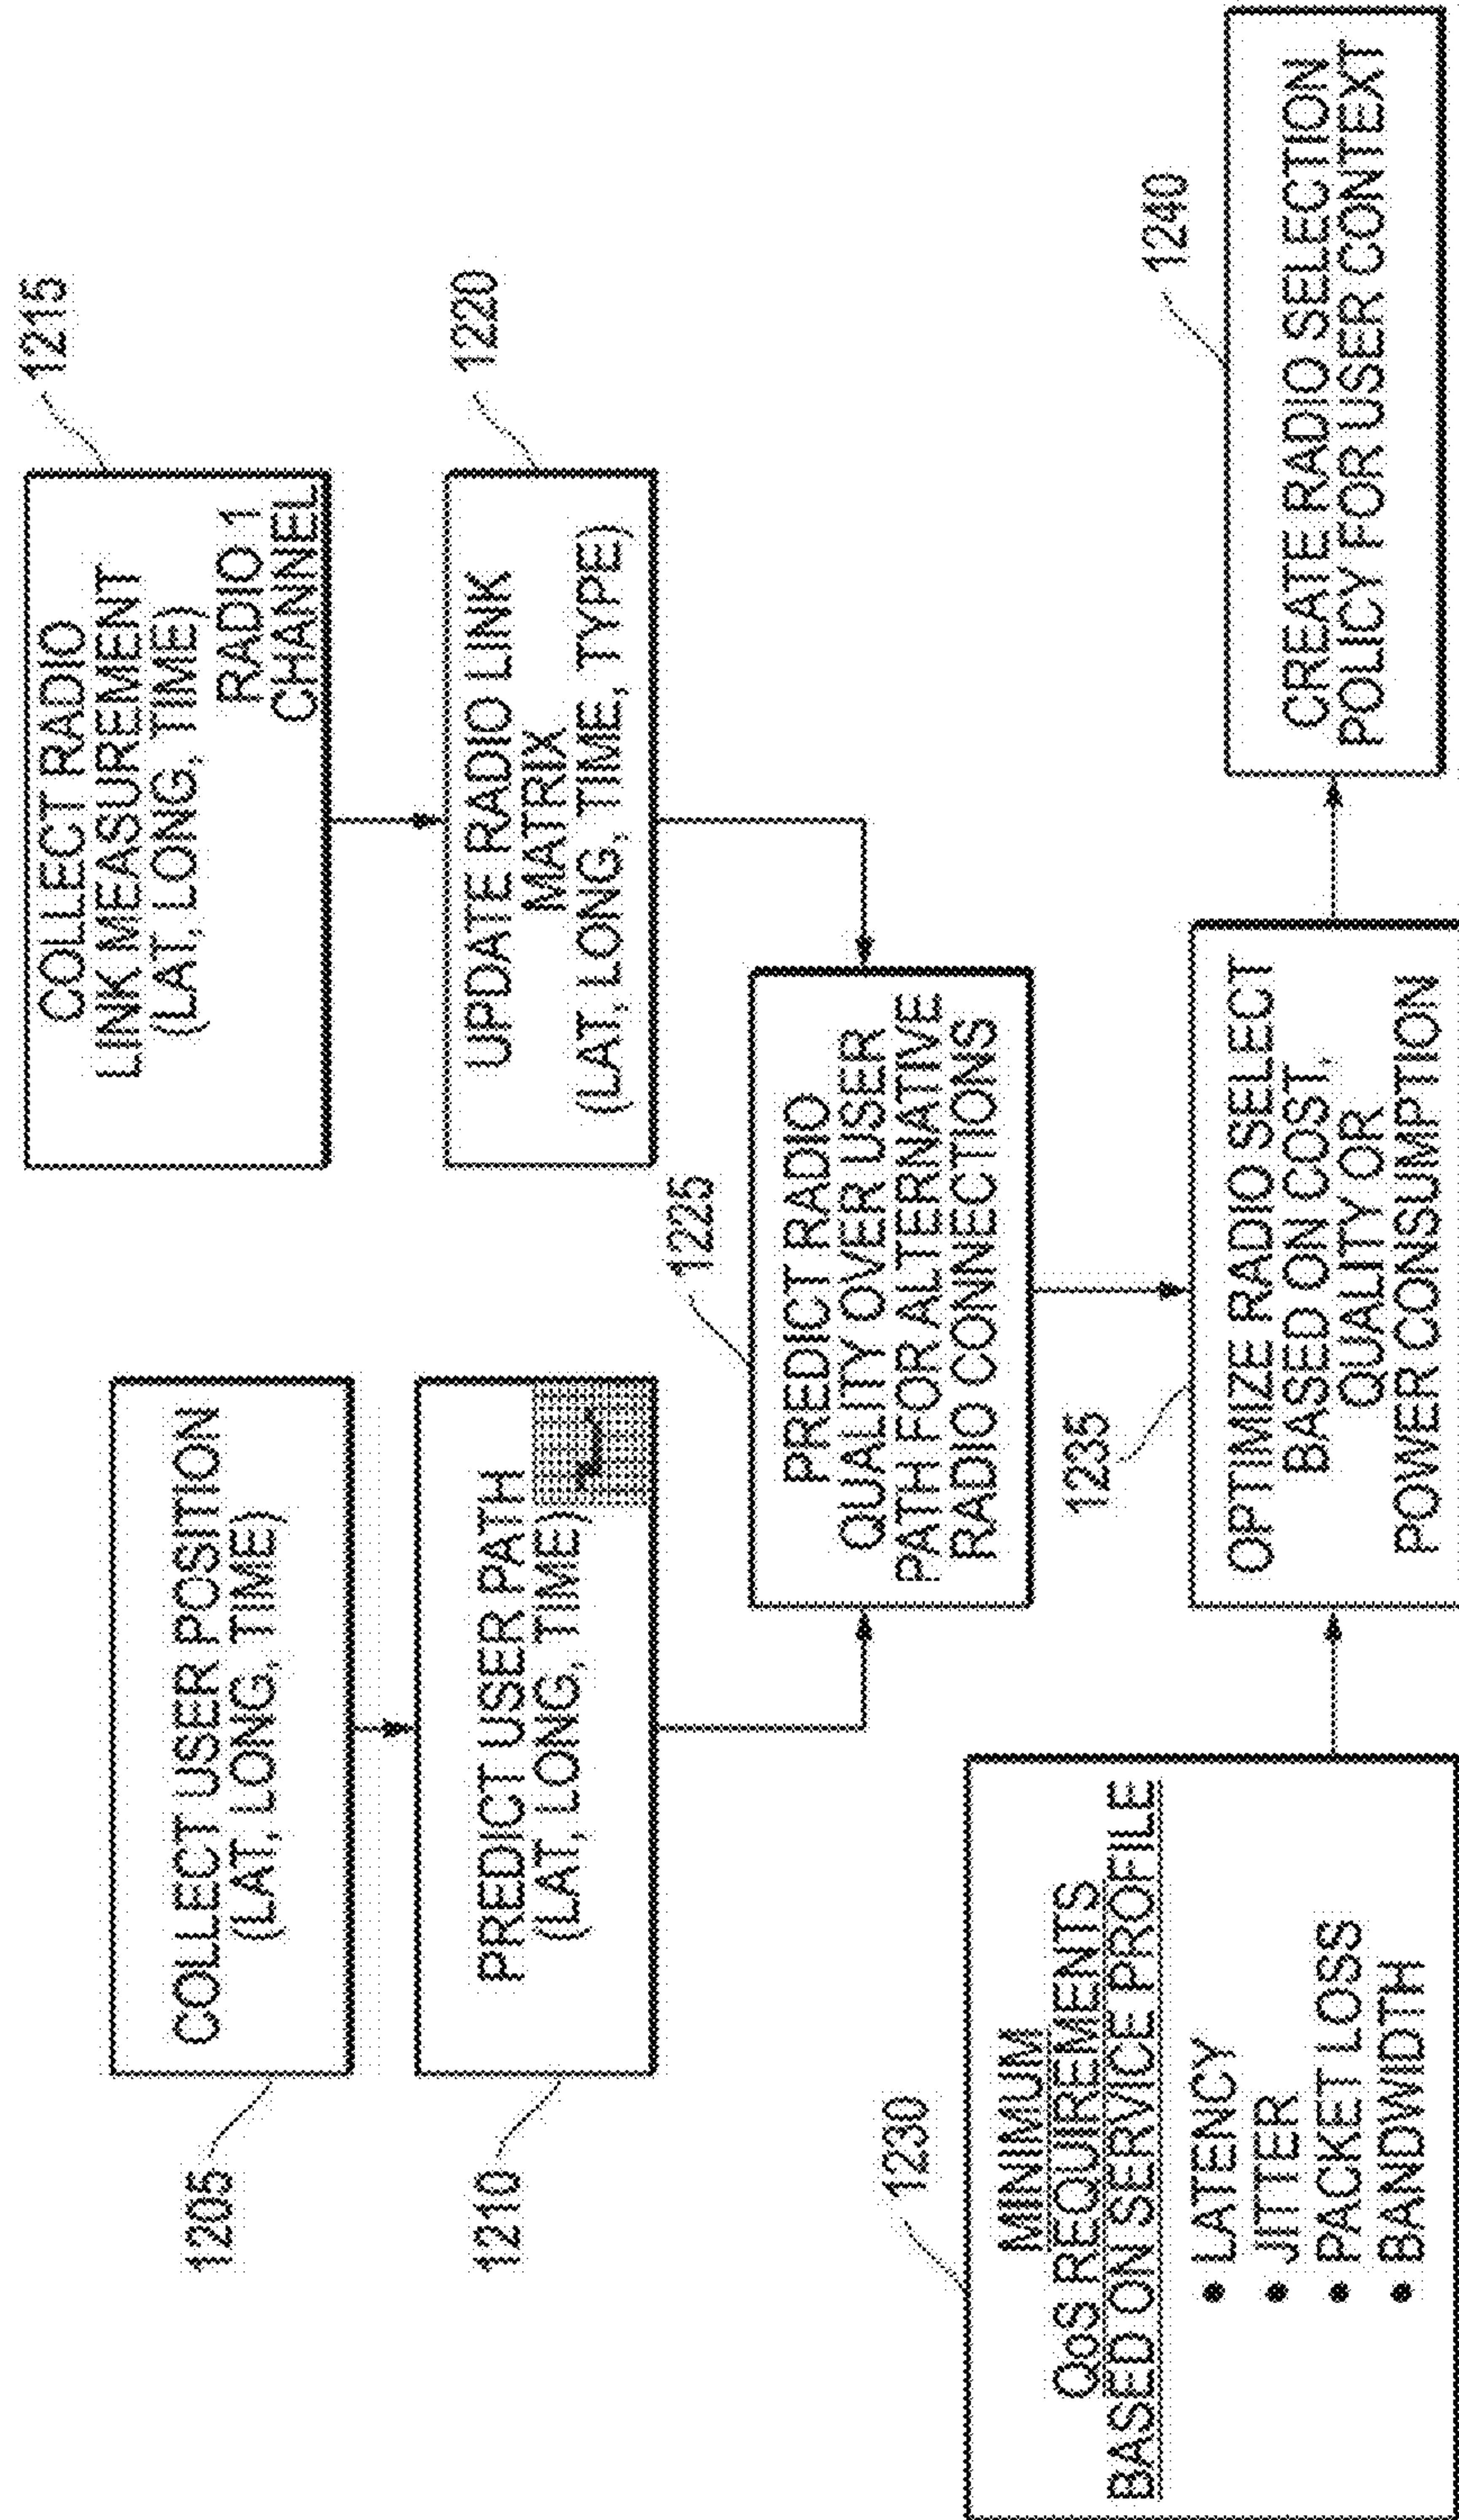 1205
COLLECT USER POSITION
(LAT, LONG, TIME)
1210
PREDICT USER PATH
(LAT, LONG, TIME)
1215
COLLECT RADIO
LINK MEASUREMENT
(LAT, LONG, TIME)
RADIO 1
CHANNEL
1220
UPDATE RADIO LINK
MATRIX
(LAT, LONG, TIME, TYPE)
1225
PREDICT RADIO
QUALITY OVER USER
PATH FOR ALTERNATIVE
RADIO CONNECTIONS
1230
MINIMUM
QoS REQUIREMENTS
BASED ON SERVICE PROFILE
• LATENCY
• JITTER
• PACKET LOSS
• BANDWIDTH
1235
OPTIMIZE RADIO SELECT
BASED ON COST,
QUALITY OR
POWER CONSUMPTION
1240
CREATE RADIO SELECTION
POLICY FOR USER CONTEXT